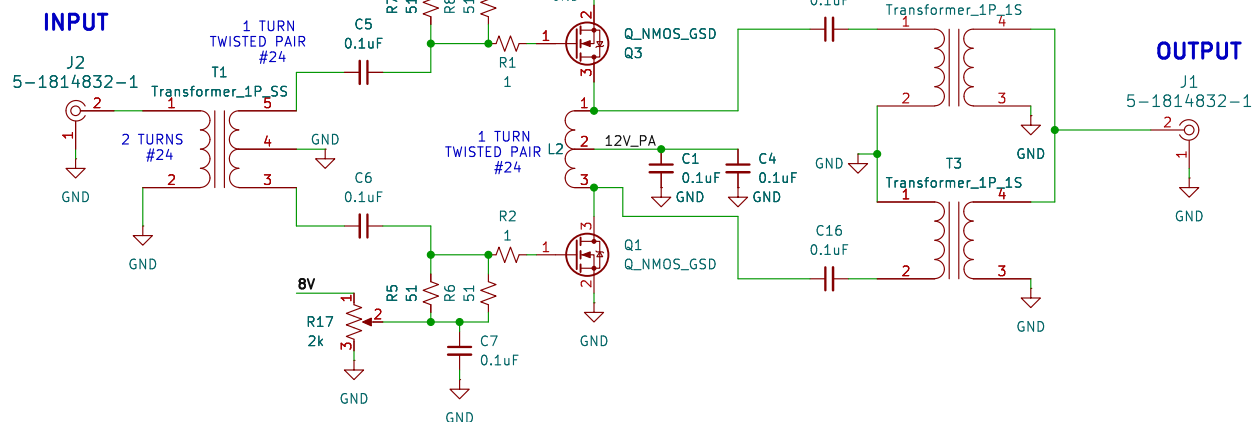 INPUT
J2
5-1814832-1
2
1
GND
1 TURN
TWISTED PAIR
#24
T1
Transformer_1P_SS
1
2
5
4
3
2 TURNS
#24
GND
GND
C5
0.1uF
C6
0.1uF
51
51
R1
1
1
2
3
Q_NMOS_GSD
Q3
1 TURN
TWISTED PAIR
#24
L2
1
2
3
12V_PA
C1
0.1uF
GND
C4
0.1uF
GND
R2
1
1
3
2
Q1
Q_NMOS_GSD
GND
8V
R17
2k
1
2
3
GND
R5
51
R6
51
C7
0.1uF
GND
0.1uF
C16
0.1uF
Transformer_1P_1S
1
2
4
3
GND
GND
T3
Transformer_1P_1S
1
2
4
3
GND
OUTPUT
J1
5-1814832-1
2
1
GND